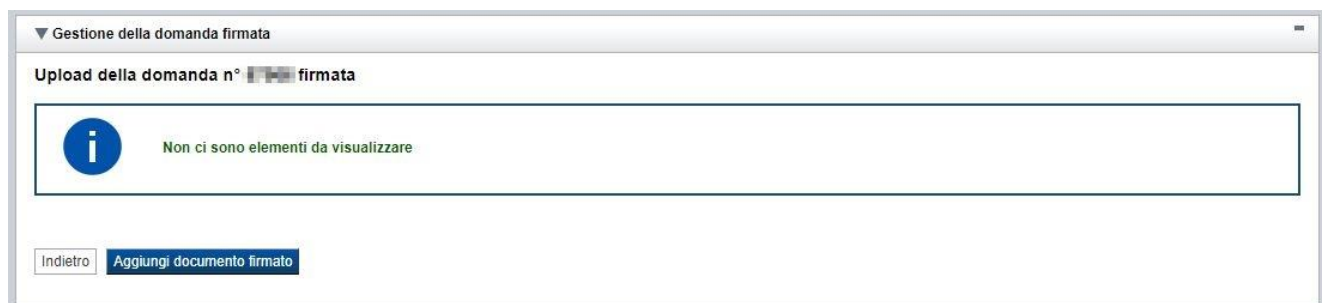 Gestione della domanda firmata
Upload della domanda n° firmata
Non ci sono elementi da visualizzare
Indietro
Aggiungi documento firmato